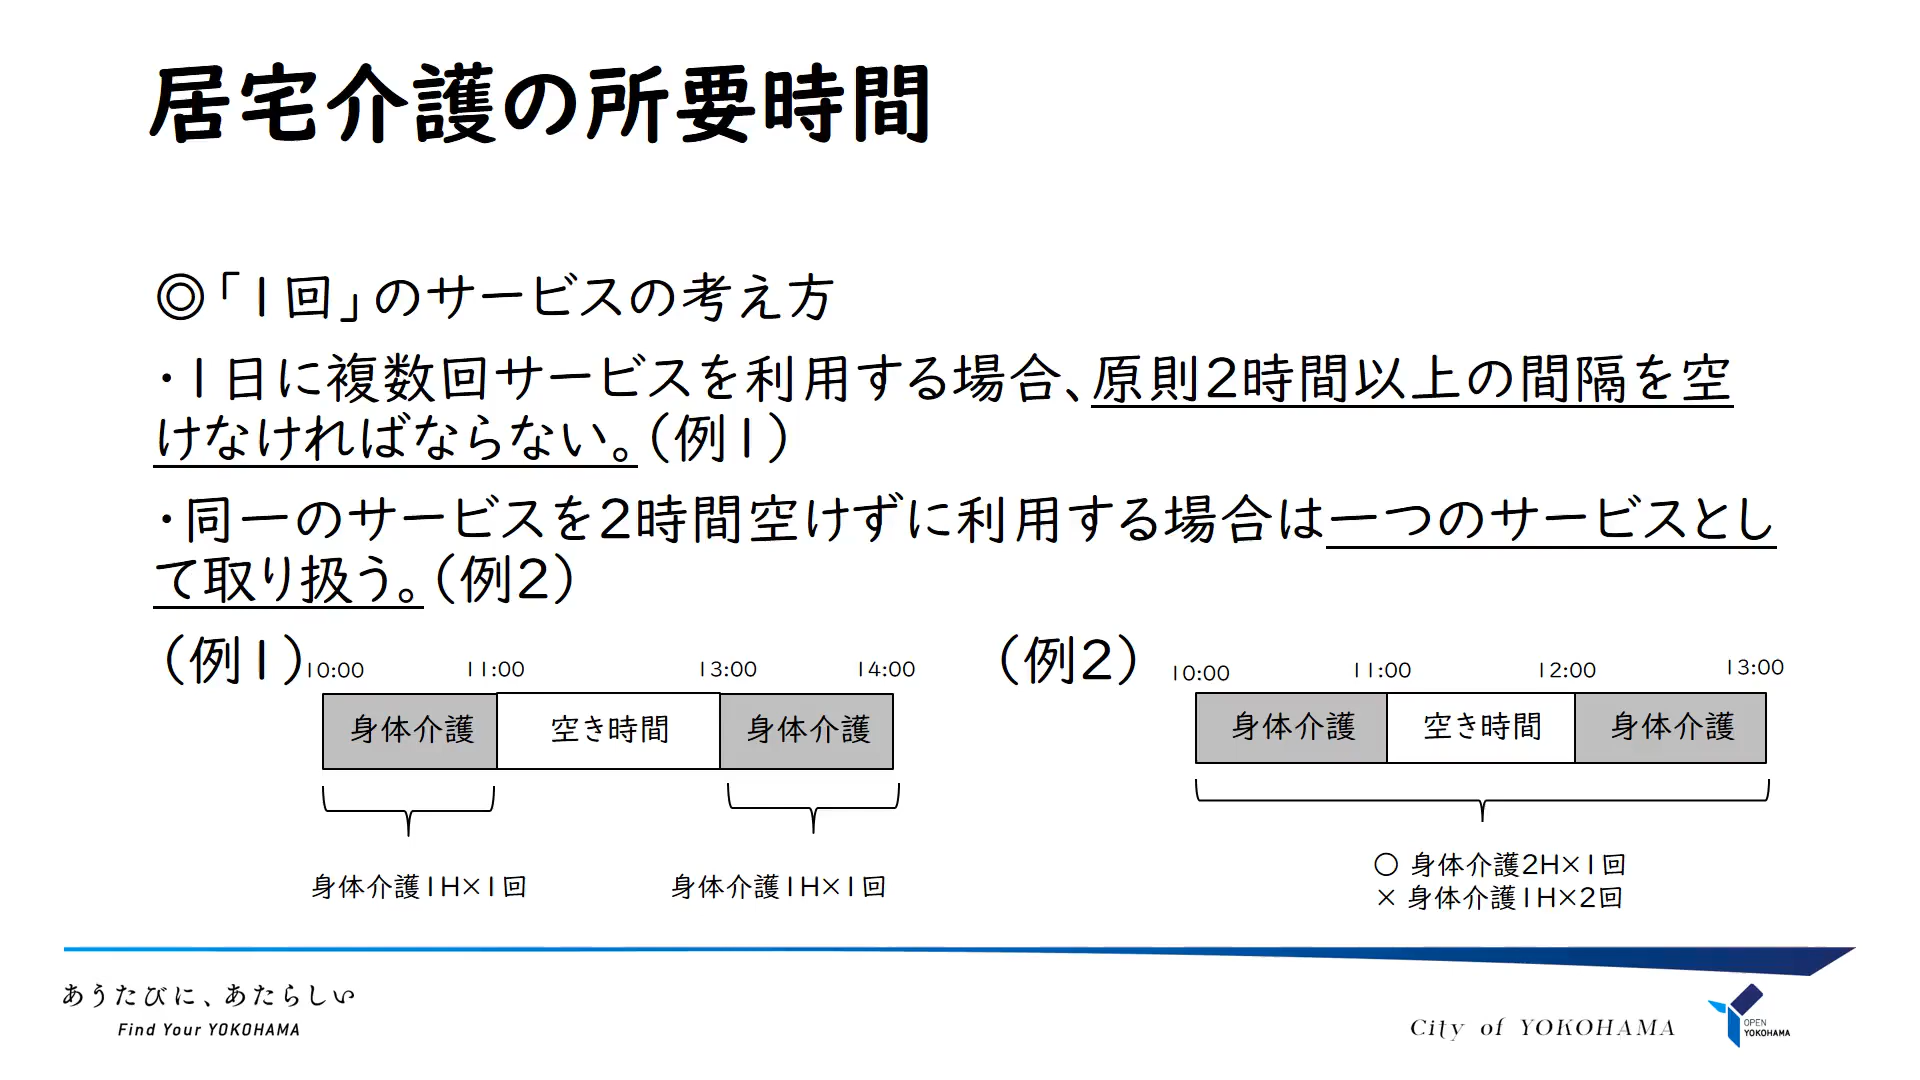 居宅介護の所要時間
◎「1回」のサービスの考え方
・1日に複数回サービスを利用する場合、原則2時間以上の間隔を空
けなければならない。（例1）
・同一のサービスを2時間空けずに利用する場合は一つのサービスとし
て取り扱う。（例2）
（例1）
10:00 11:00 13:00 14:00
身体介護 空き時間 身体介護
身体介護1H×1回 身体介護1H×1回
（例2）
10:00 11:00 12:00 13:00
身体介護 空き時間 身体介護
○ 身体介護2H×1回
× 身体介護1H×2回
あうたびに、あたらしい
Find Your YOKOHAMA
City of YOKOHAMA
OPEN
YOKOHAMA